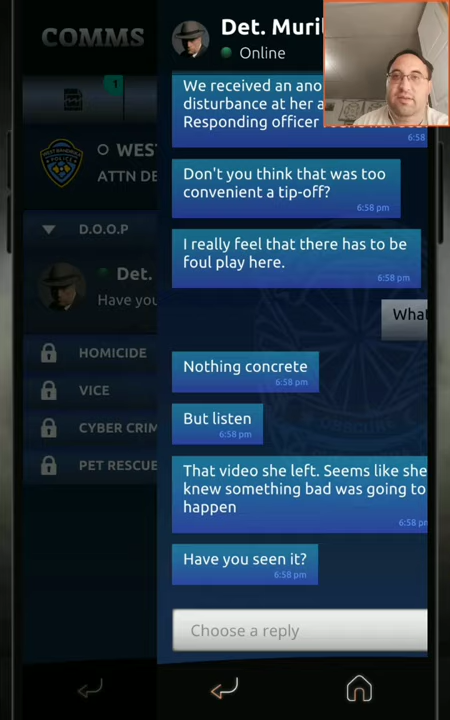 COMMS
Det. Muril
Online
1
WEST
ATTN DE
D.O.O.P
Det.
Have you
HOMICIDE
VICE
CYBER CRIM
PET RESCUE
We received an ano
disturbance at her a
Responding officer
6:58
Don't you think that was too
convenient a tip-off?
6:58 pm
I really feel that there has to be
foul play here.
6:58 pm
What
Nothing concrete
6:58 pm
But listen
6:58 pm
That video she left. Seems like she
knew something bad was going to
happen
6:58 pm
Have you seen it?
6:58 pm
Choose a reply